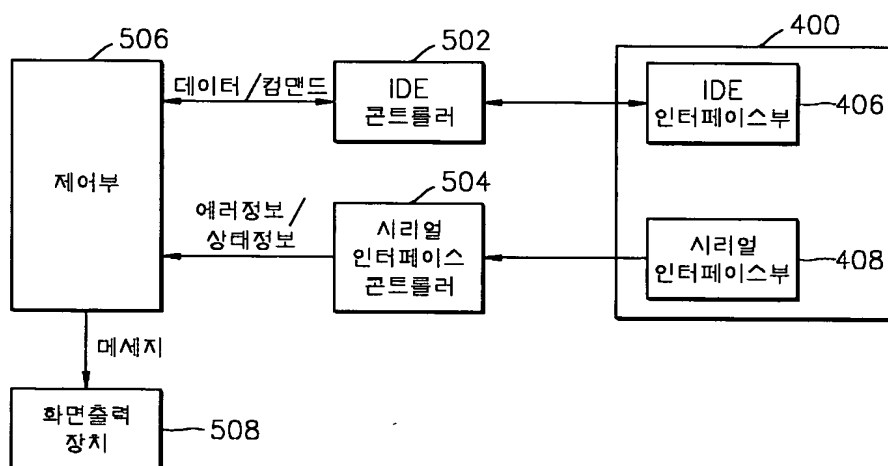 506
502
400
데이터/컴맨드
IDE
콘트롤러
IDE
인터페이스부
406
제어부
504
에러정보/
상태정보
시리얼
인터페이스
콘트롤러
시리얼
인터페이스부
408
메세지
화면출력
장치
508